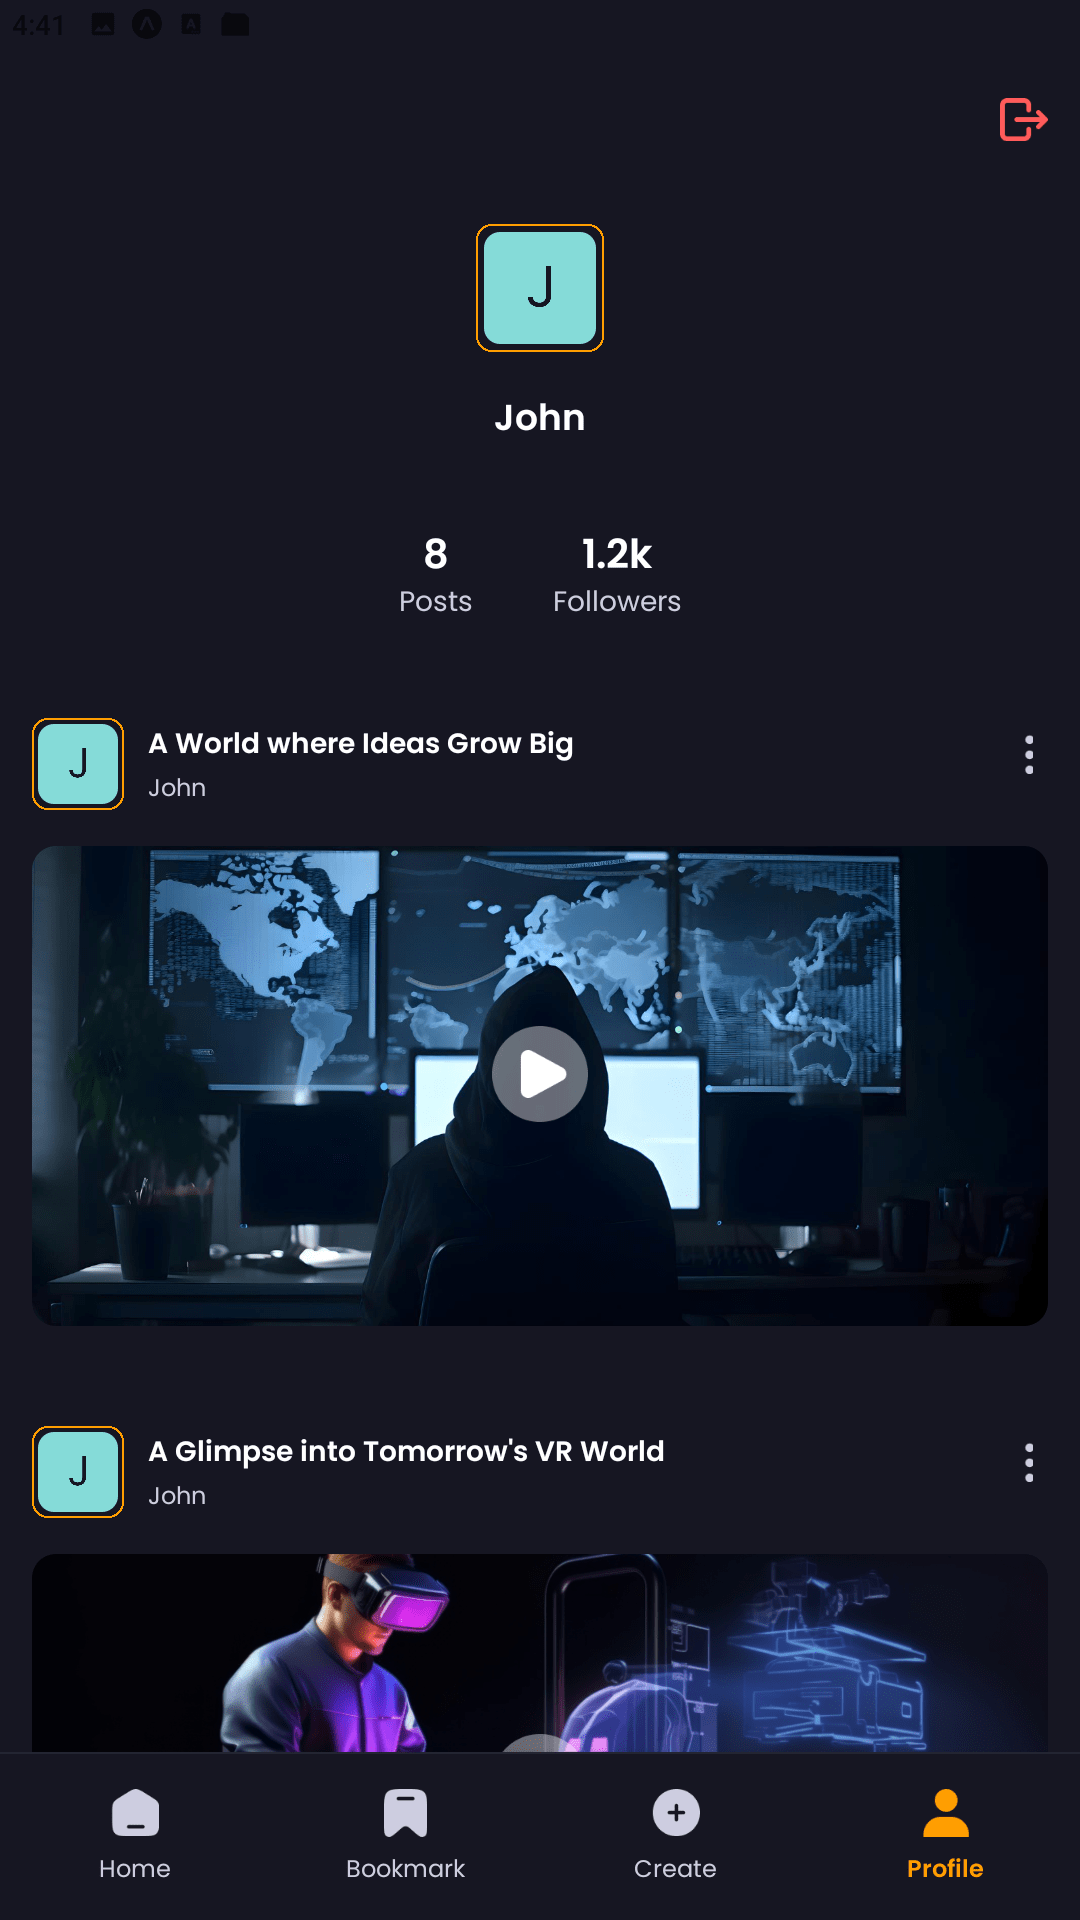 4:41
J
John
8
1.2k
Posts
Followers
J
A World where Ideas Grow Big
John
J
A Glimpse into Tomorrow's VR World
John
Home
Bookmark
Create
Profile